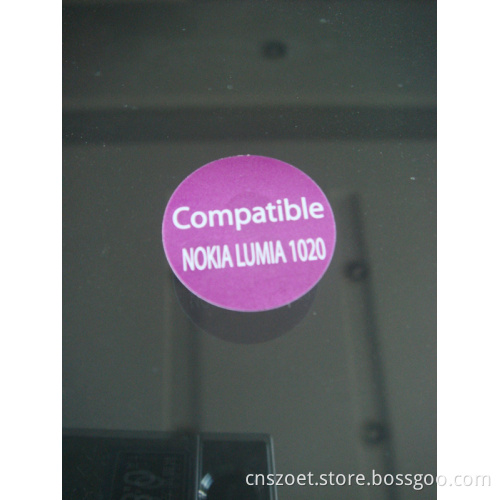 Compatible
NOKIA LUMIA 1020
cnszoet.store.bossgoo.com